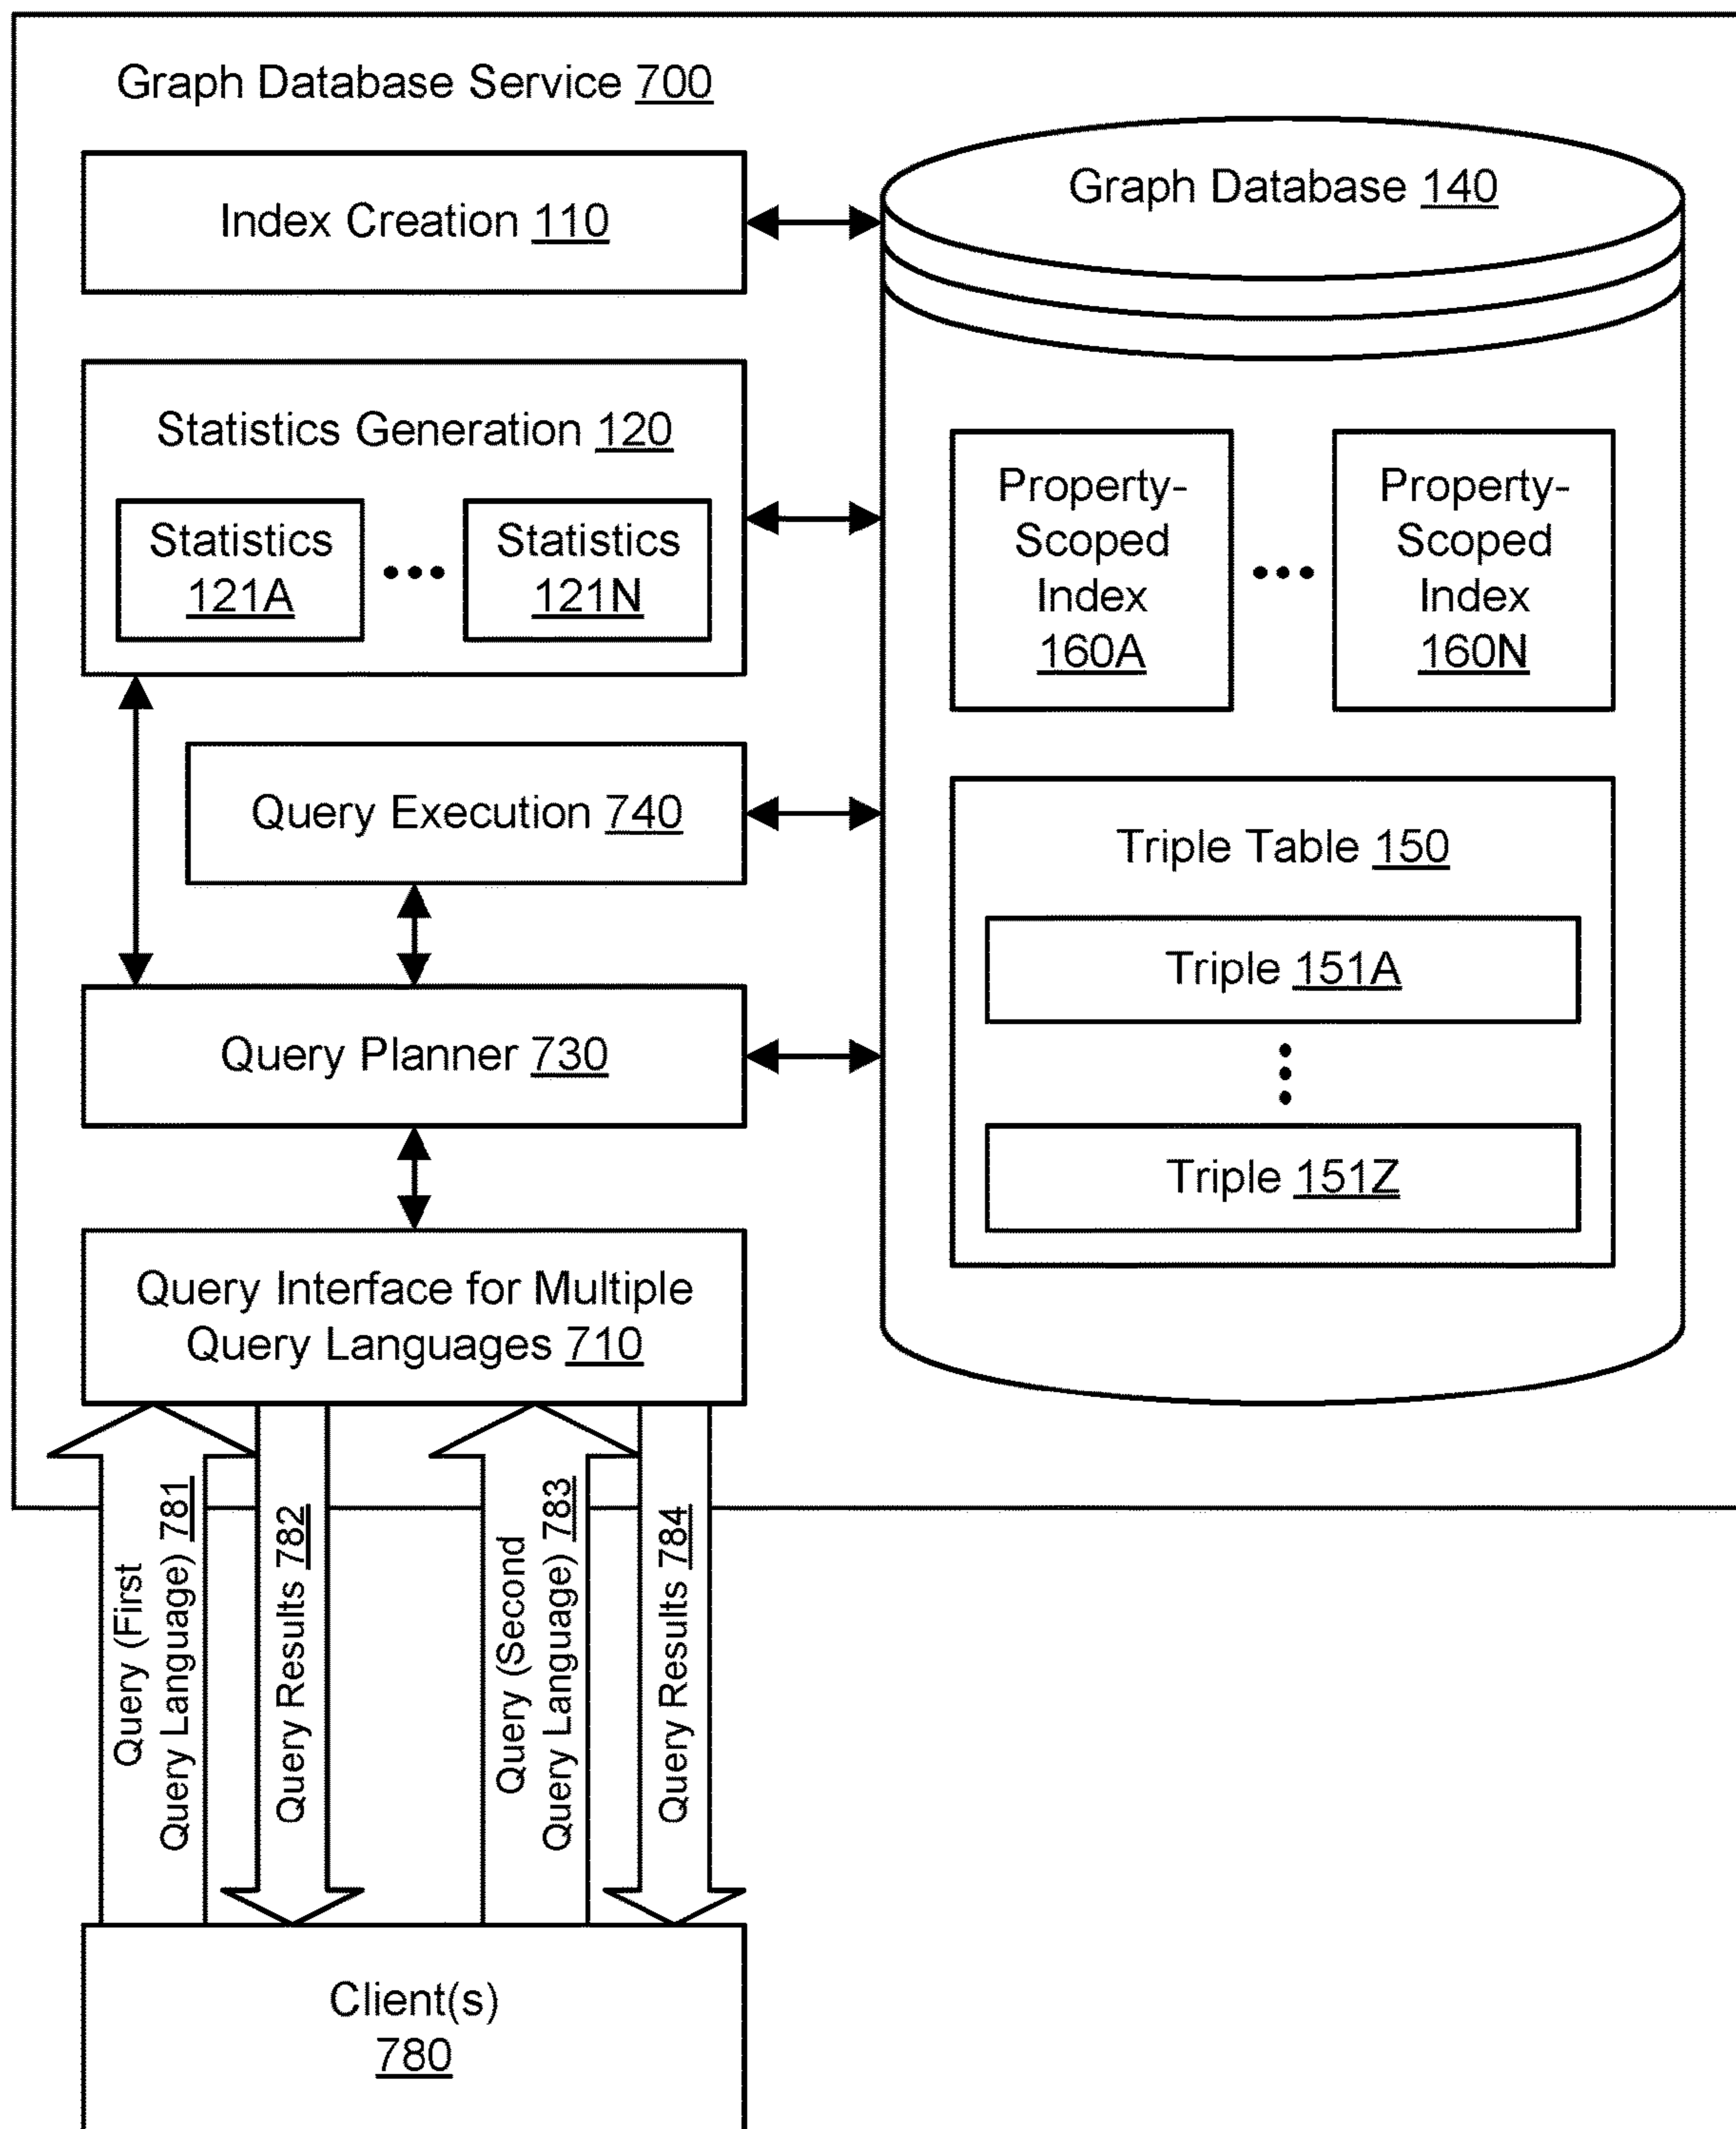 Graph Database Service 700
Index Creation 110
Graph Database 140
Statistics Generation 120
Statistics
121A
Statistics
121N
Property-
Scoped
Index
160A
Property-
Scoped
Index
160N
Query Execution 740
Triple Table 150
Triple 151A
Triple 151Z
Query Planner 730
Query Interface for Multiple
Query Languages 710
Query (First
Query Language) 781
Query Results 782
Query (Second
Query Language) 783
Query Results 784
Client(s)
780